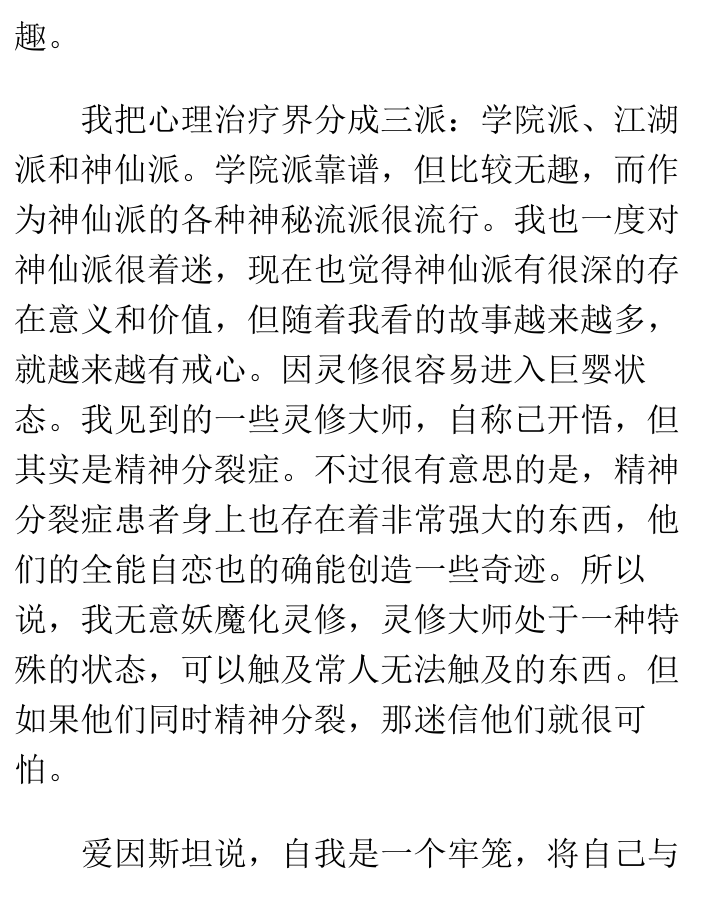 趣。
我把心理治疗界分成三派：学院派、江湖
派和神仙派。学院派靠谱，但比较无趣，而作
为神仙派的各种神秘流派很流行。我也一度对
神仙派很着迷，现在也觉得神仙派有很深的存
在意义和价值，但随着我看的故事越来越多，
就越来越有戒心。因灵修很容易进入巨婴状
态。我见到的一些灵修大师，自称已开悟，但
其实是精神分裂症。不过很有意思的是，精神
分裂症患者身上也存在着非常强大的东西，他
们的全能自恋也的确能创造一些奇迹。所以
说，我无意妖魔化灵修，灵修大师处于一种特
殊的状态，可以触及常人无法触及的东西。但
如果他们同时精神分裂，那迷信他们就很可
怕。
爱因斯坦说，自我是一个牢笼，将自己与